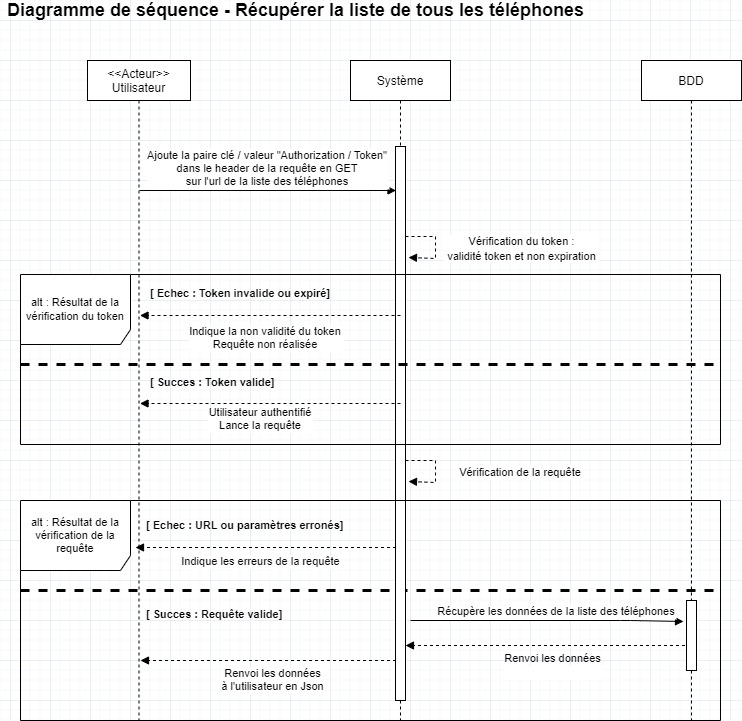 Diagramme de séquence - Récupérer la liste de tous les téléphones
<<Acteur>>
Utilisateur
Système
BDD
Ajoute la paire clé / valeur "Authorization / Token"
dans le header de la requête en GET
sur l'url de la liste des téléphones
Vérification du token :
validité token et non expiration
alt : Résultat de la
vérification du token
[ Echec : Token invalide ou expiré]
Indique la non validité du token
Requête non réalisée
[ Succes : Token valide]
Utilisateur authentifié
Lance la requête
Vérification de la requête
alt : Résultat de la
vérification de la
requête
[ Echec : URL ou paramètres erronés]
Indique les erreurs de la requête
[ Succes : Requête valide]
Récupère les données de la liste des téléphones
Renvoi les données
Renvoi les données
à l'utilisateur en Json